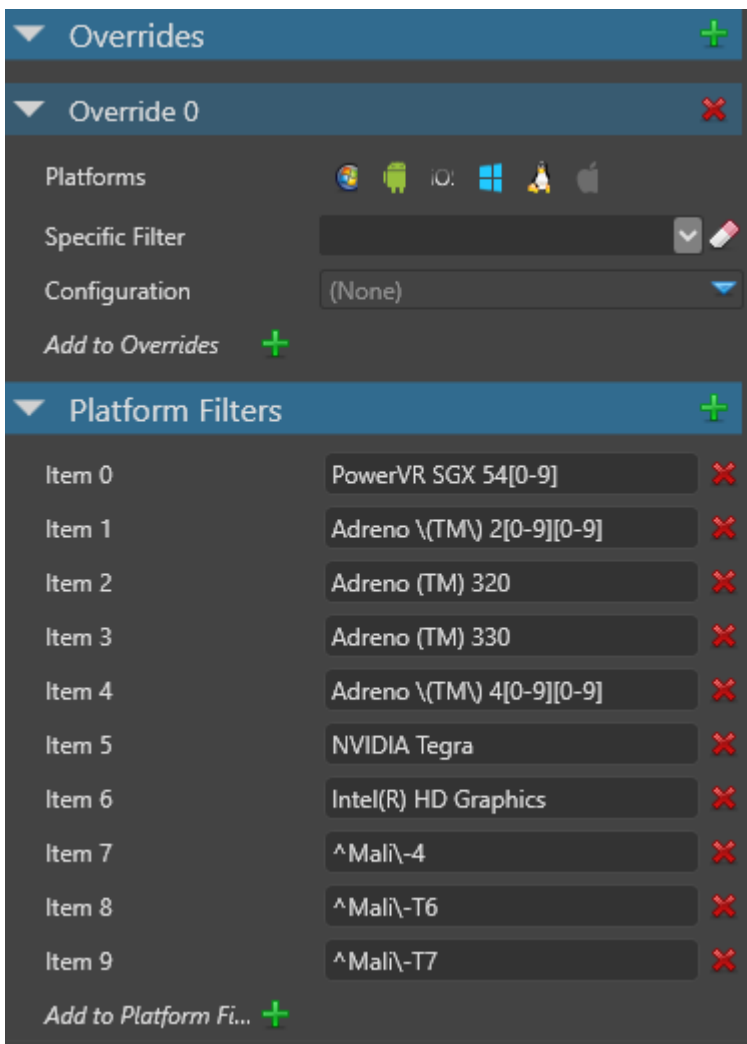 Overrides
Override 0
Platforms iO:
Specific Filter
Configuration (None)
Add to Overrides
Platform Filters
Item 0 PowerVR SGX 54[0-9]
Item 1 Adreno \(TM\) 2[0-9][0-9]
Item 2 Adreno (TM) 320
Item 3 Adreno (TM) 330
Item 4 Adreno \(TM\) 4[0-9][0-9]
Item 5 NVIDIA Tegra
Item 6 Intel(R) HD Graphics
Item 7 ^Mali\-4
Item 8 ^Mali\-T6
Item 9 ^Mali\-T7
Add to Platform Fi...